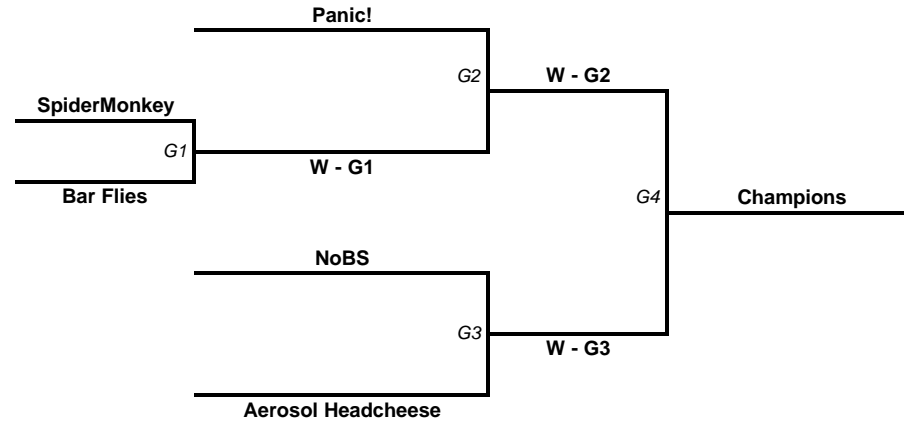 Panic!
G2
W - G2
SpiderMonkey
G1
W - G1
Bar Flies
G4
Champions
NoBS
G3
W - G3
Aerosol Headcheese